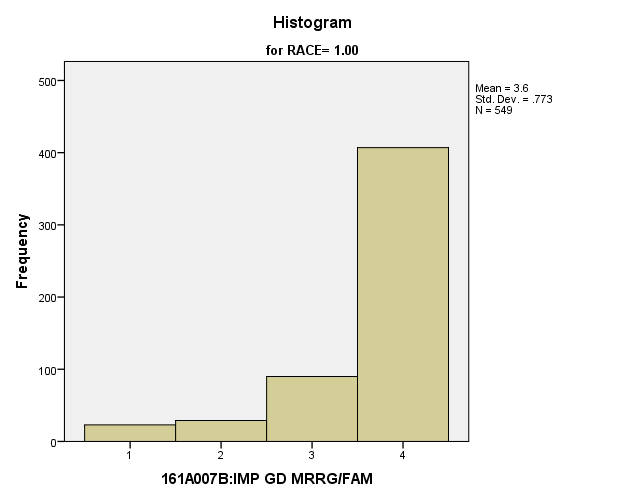 Histogram
for RACE= 1.00
Mean = 3.6
Std. Dev. = .773
N = 549
500
400
300
200
100
0
Frequency
1 2 3 4
161A007B:IMP GD MRRG/FAM